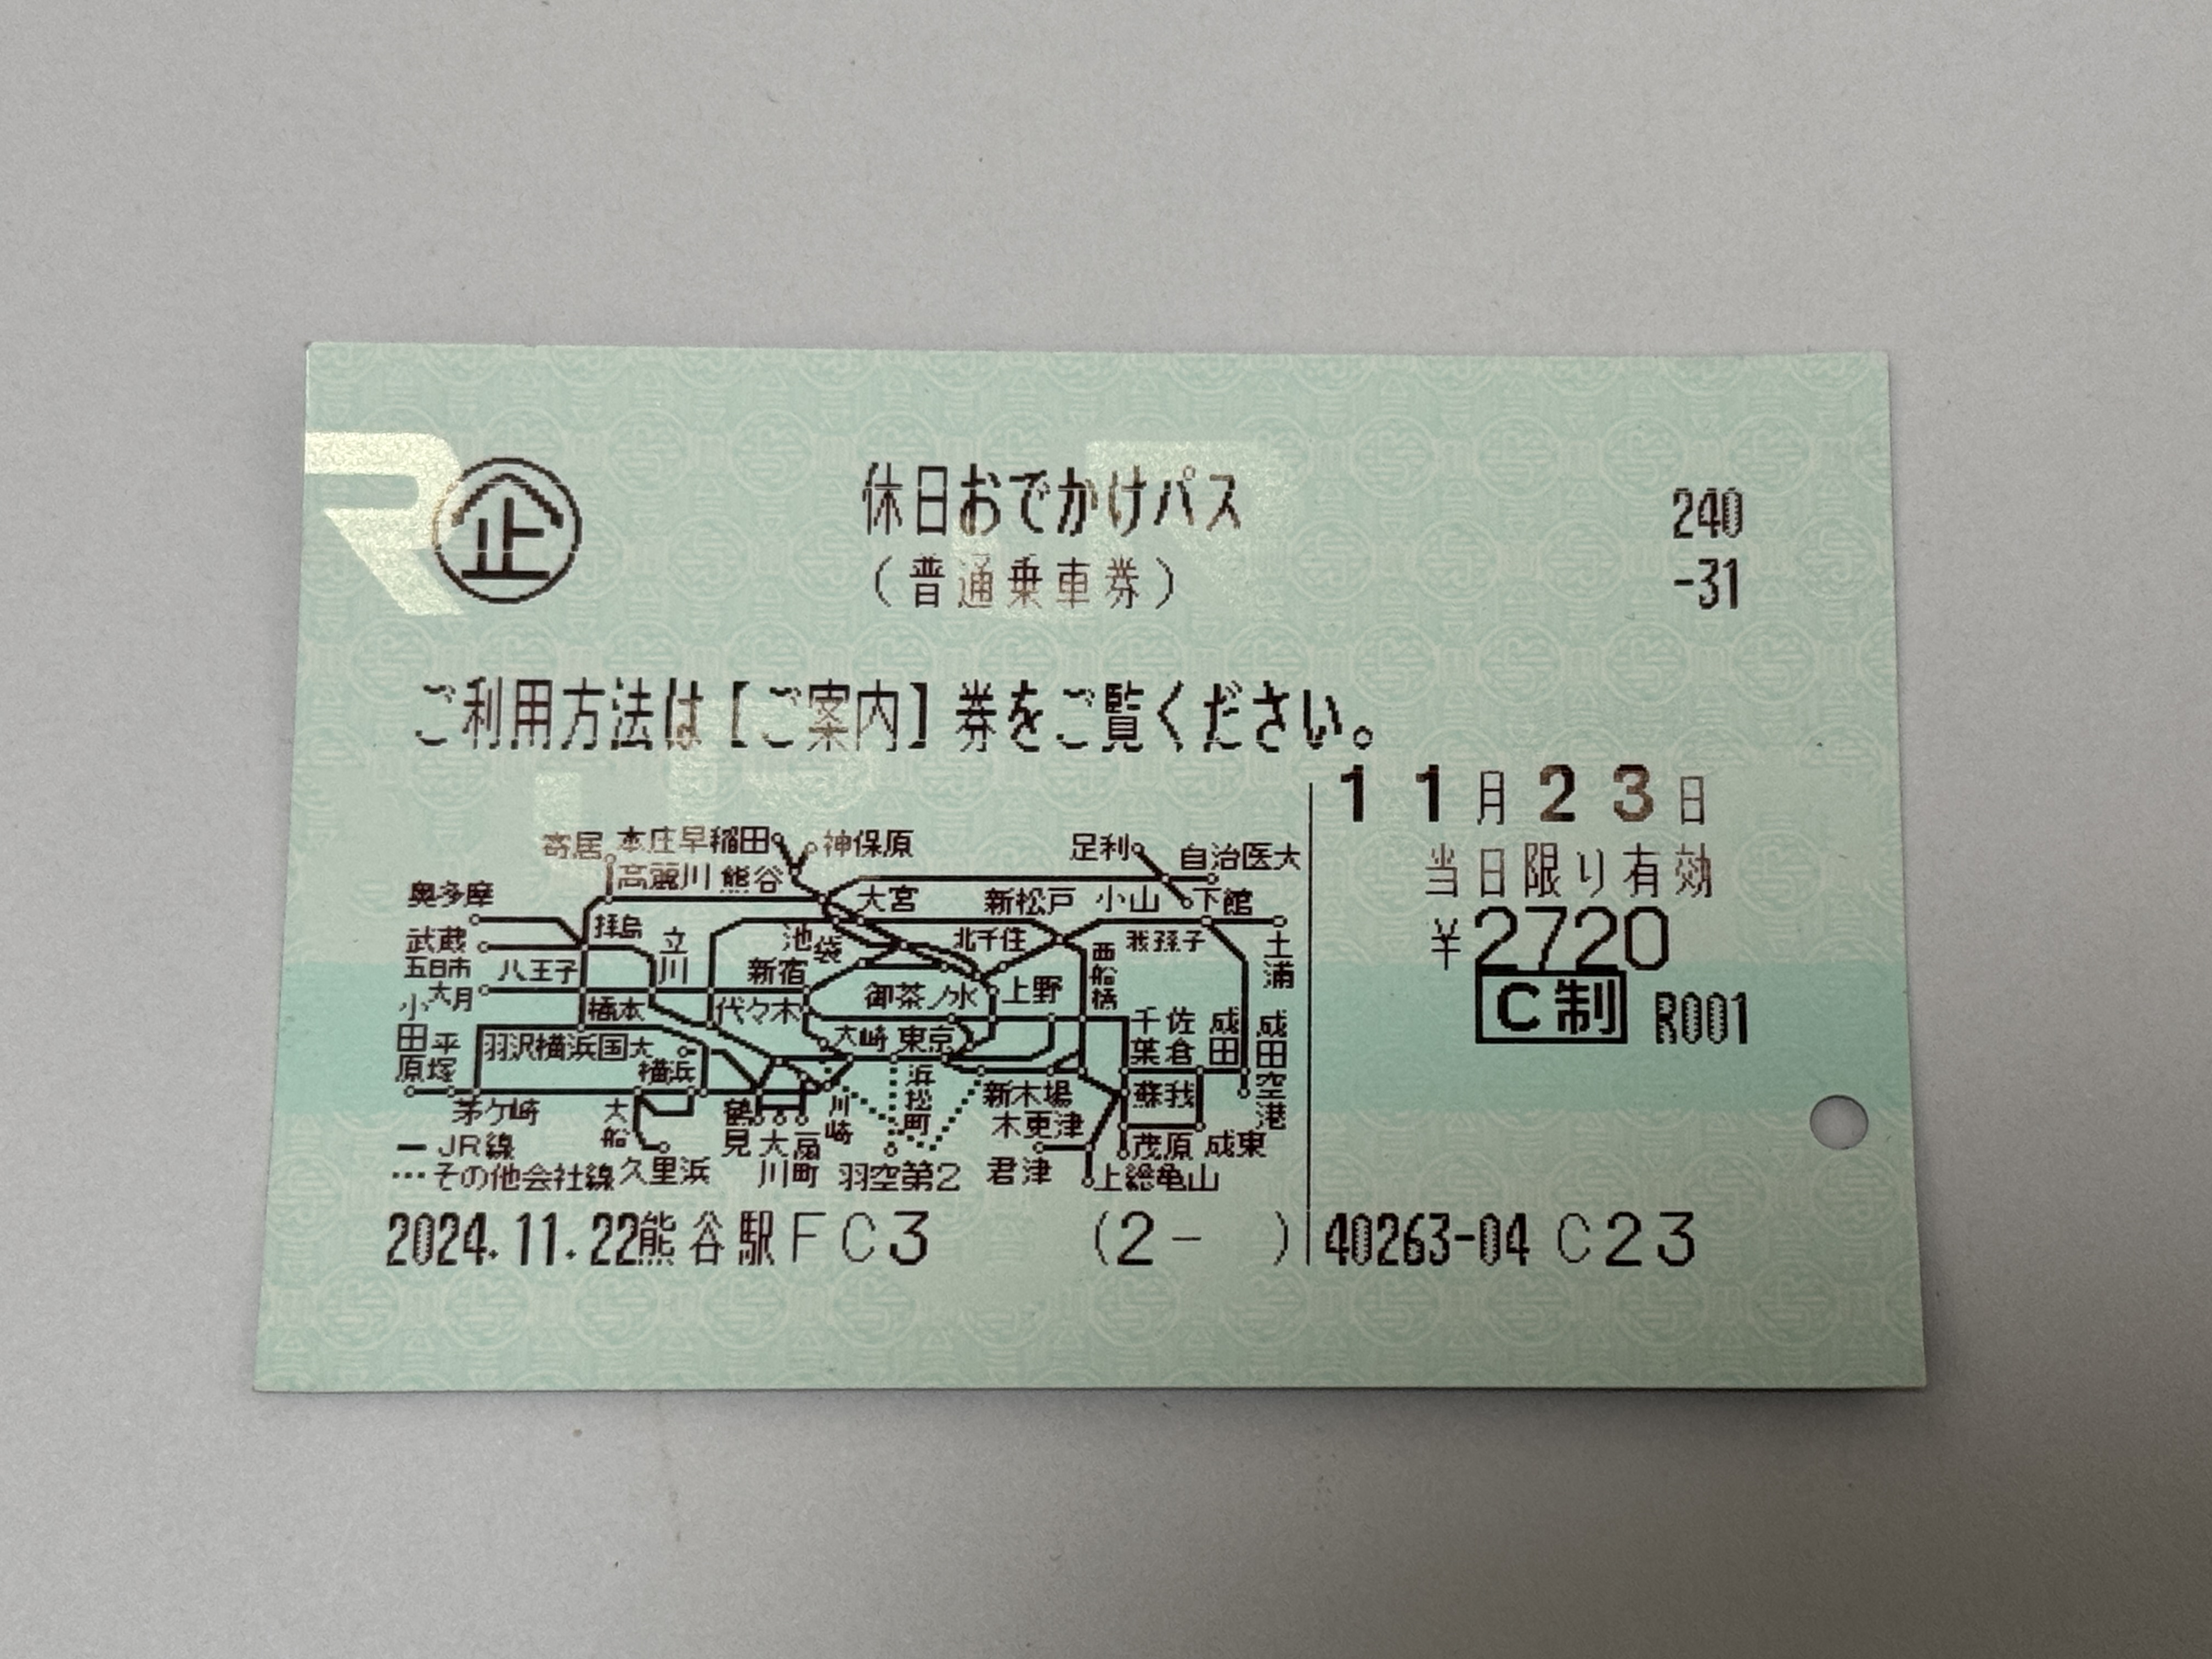 企
休日おでかけパス
(普通乗車券)
240
-31
ご利用方法は【ご案内】券をご覧ください。
11月23日
当日限り有効
¥2720
C制 R001
寄居 本庄早稲田 神保原 足利 自治医大
高麗川 熊谷
奥多摩 大宮 新松戸 小山 下館
拝島 立川 池袋 北千住 我孫子 土浦
武蔵五日市 八王子 新宿 西船橋
大月 橋本 代々木 御茶ノ水 上野
小田原 平塚 羽沢横浜国大 大崎 東京 千葉 佐倉 成田 成田空港
横浜 浜松町 新木場 蘇我
茅ケ崎 大船 鶴見 大川 扇町 川崎 木更津 茂原 成東
━JR線
…その他会社線 久里浜 羽空第2 君津 上総亀山
2024.11.22熊谷駅FC3 (2- ) 40263-04 C23